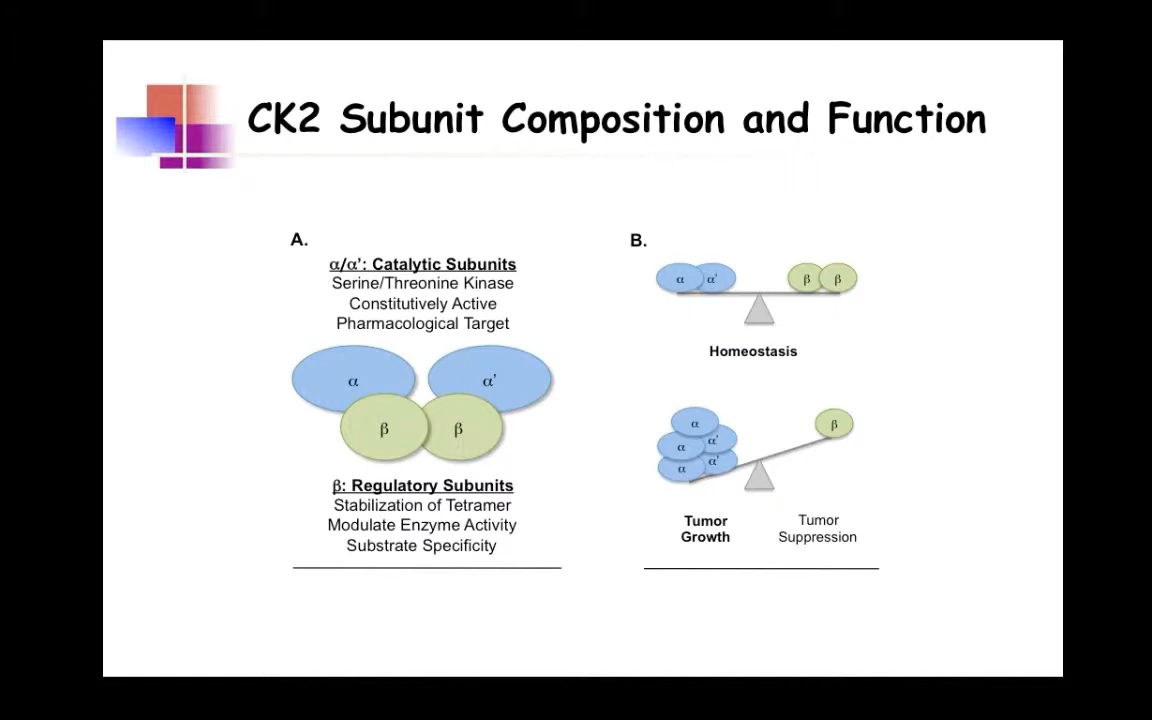 CK2 Subunit Composition and Function
A.
α/α’: Catalytic Subunits
Serine/Threonine Kinase
Constitutively Active
Pharmacological Target
α α’
β β
β: Regulatory Subunits
Stabilization of Tetramer
Modulate Enzyme Activity
Substrate Specificity
B.
α α’ β β
Homeostasis
α β
α α’
α α’
Tumor Growth
Tumor Suppression